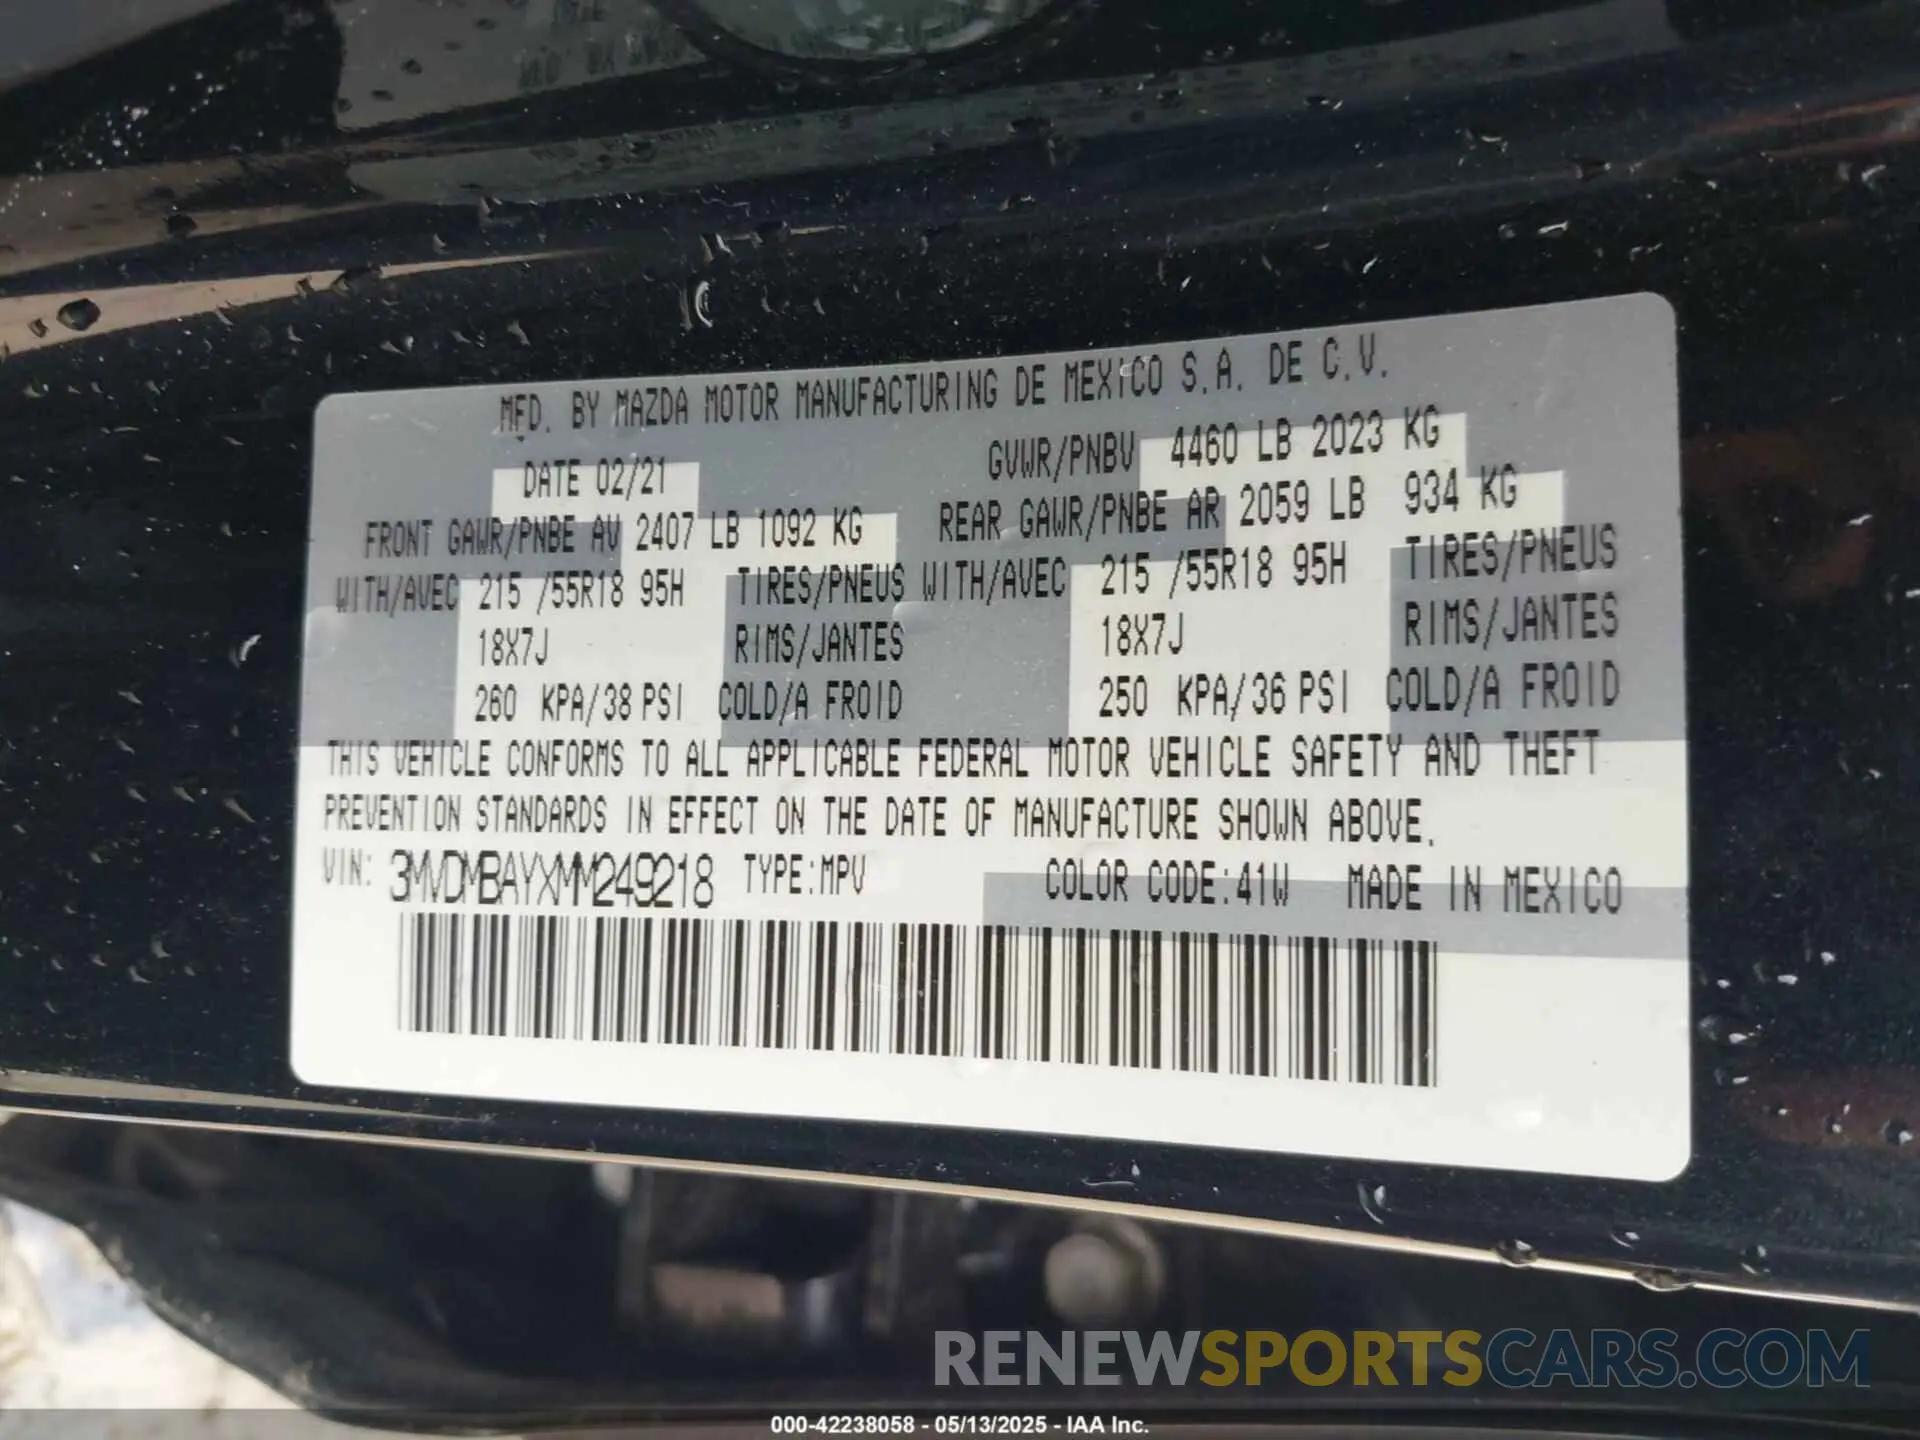 MFD. BY MAZDA MOTOR MANUFACTURING DE MEXICO S.A. DE C.V.
DATE 02/21 GVWR/PNBV 4460 LB 2023 KG
FRONT GAWR/PNBE AV 2407 LB 1092 KG REAR GAWR/PNBE AR 2059 LB 934 KG
WITH/AVEC 215 /55R18 95H TIRES/PNEUS WITH/AVEC 215 /55R18 95H TIRES/PNEUS
18X7J RIMS/JANTES 18X7J RIMS/JANTES
260 KPA/38 PSI COLD/A FROID 250 KPA/36 PSI COLD/A FROID
THIS VEHICLE CONFORMS TO ALL APPLICABLE FEDERAL MOTOR VEHICLE SAFETY AND THEFT
PREVENTION STANDARDS IN EFFECT ON THE DATE OF MANUFACTURE SHOWN ABOVE.
VIN: 3MVDMBAYXMM249218 TYPE:MPV COLOR CODE:41W MADE IN MEXICO
RENEWSPORTSCARS.COM
000-42238058 - 05/13/2025 - IAA Inc.